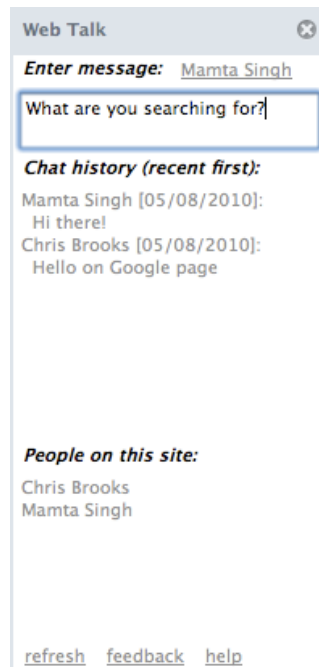 Web Talk
Enter message: Mamta Singh
What are you searching for?
Chat history (recent first):
Mamta Singh [05/08/2010]:
Hi there!
Chris Brooks [05/08/2010]:
Hello on Google page
People on this site:
Chris Brooks
Mamta Singh
refresh feedback help